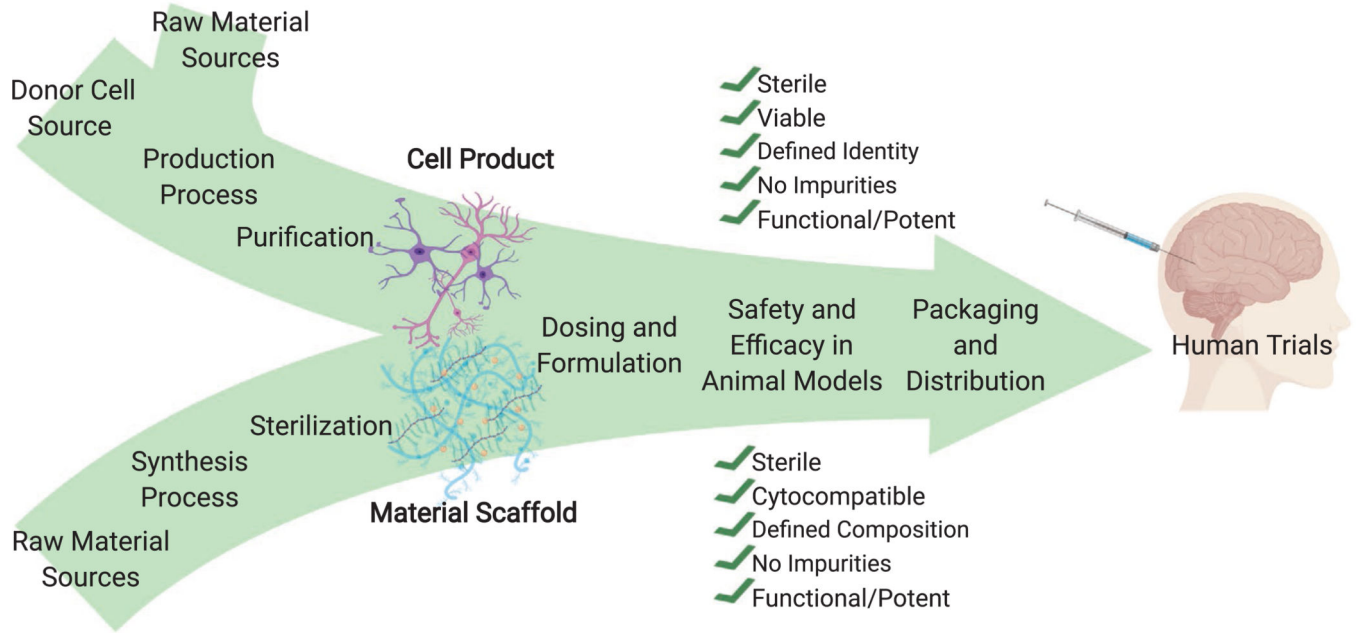 Raw Material
Sources
Donor Cell
Source
Production
Process
Purification
Cell Product
Sterile
Viable
Defined Identity
No Impurities
Functional/Potent
Dosing and
Formulation
Safety and
Efficacy in
Animal Models
Packaging
and
Distribution
Human Trials
Sterilization
Synthesis
Process
Raw Material
Sources
Material Scaffold
Sterile
Cytocompatible
Defined Composition
No Impurities
Functional/Potent